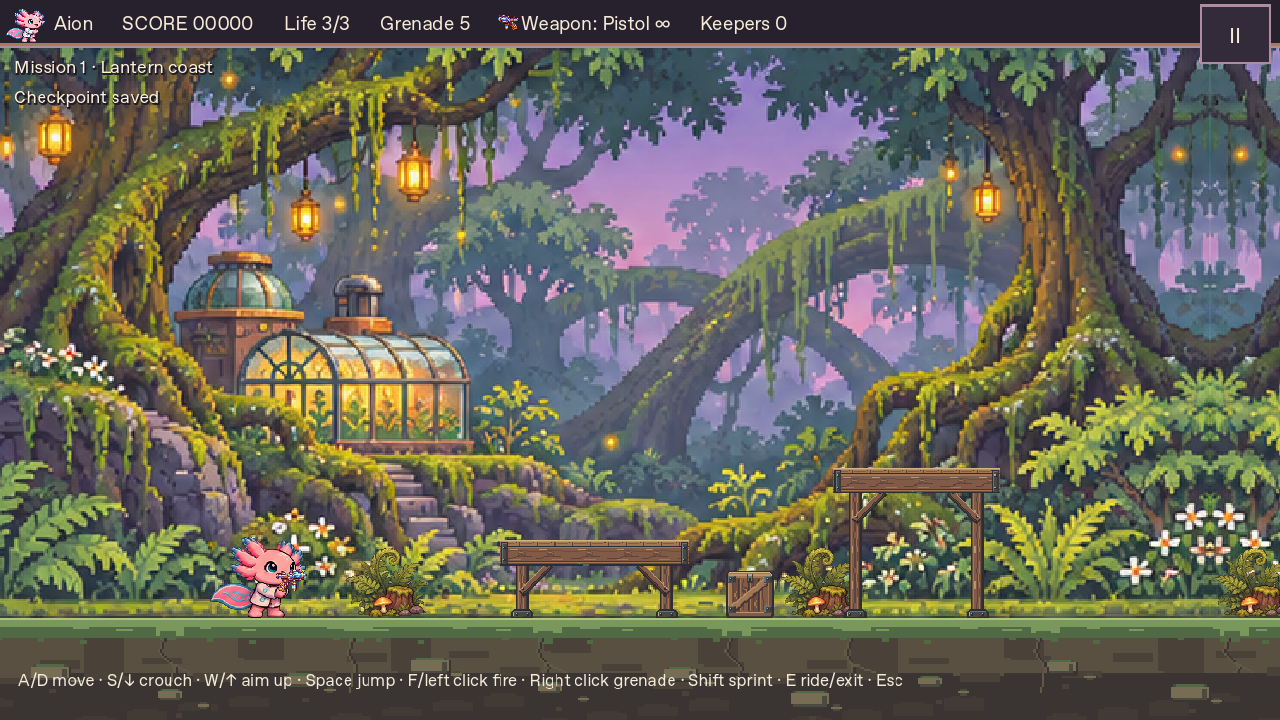 Aion SCORE 00000 Life 3/3 Grenade 5 Weapon: Pistol ∞ Keepers 0 II
Mission 1 · Lantern coast
Checkpoint saved
A/D move · S/↓ crouch · W/↑ aim up · Space jump · F/left click fire · Right click grenade · Shift sprint · E ride/exit · Esc